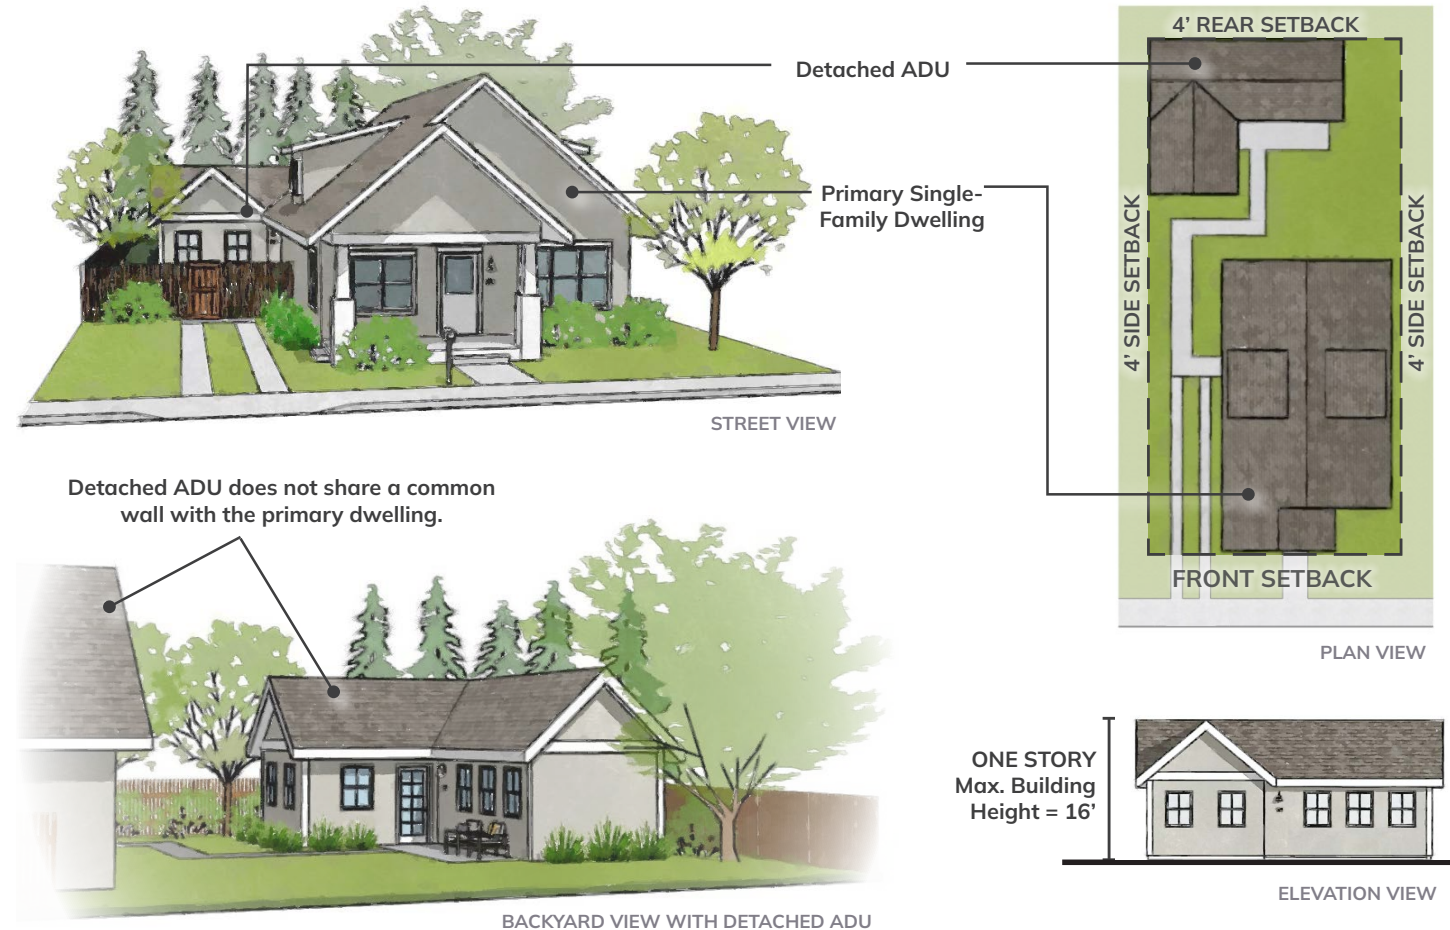 4’ REAR SETBACK
Detached ADU
Primary Single-
Family Dwelling
4’ SIDE SETBACK
4’ SIDE SETBACK
STREET VIEW
FRONT SETBACK
PLAN VIEW
Detached ADU does not share a common
wall with the primary dwelling.
BACKYARD VIEW WITH DETACHED ADU
ONE STORY
Max. Building
Height = 16’
ELEVATION VIEW